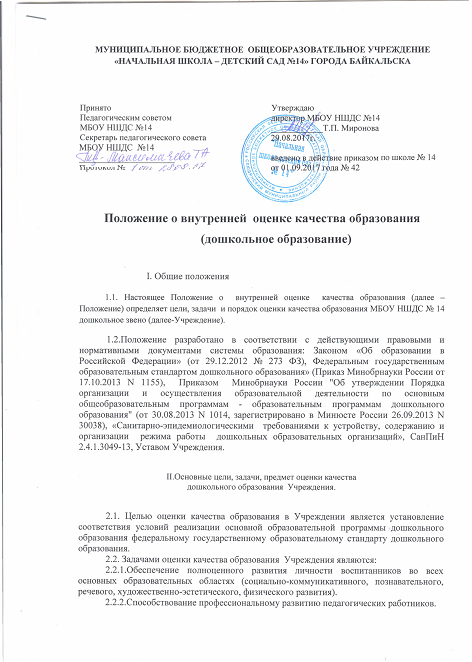 МУНИЦИПАЛЬНОЕ БЮДЖЕТНОЕ ОБЩЕОБРАЗОВАТЕЛЬНОЕ УЧРЕЖДЕНИЕ
«НАЧАЛЬНАЯ ШКОЛА – ДЕТСКИЙ САД №14» ГОРОДА БАЙКАЛЬСКА
Принято
Педагогическим советом
МБОУ НШДС №14
Секретарь педагогического совета
МБОУ НШДС №14
Максимичева ТА
Протокол № 1 от
Утверждаю
директор МБОУ НШДС №14
Т.П. Миронова
29.08.2017г.
Начальная
№ 14
введено в действие приказом по школе № 14
от 01.09.2017 года № 42
Положение о внутренней оценке качества образования
(дошкольное образование)
I. Общие положения
1.1. Настоящее Положение о внутренней оценке качества образования (далее –
Положение) определяет цели, задачи и порядок оценки качества образования МБОУ НШДС № 14
дошкольное звено (далее-Учреждение).
1.2.Положение разработано в соответствии с действующими правовыми и
нормативными документами системы образования: Законом «Об образовании в
Российской Федерации» (от 29.12.2012 № 273 ФЗ), Федеральным государственным
образовательным стандартом дошкольного образования» (Приказ Минобрнауки России от
17.10.2013 N 1155), Приказом Минобрнауки России "Об утверждении Порядка
организации и осуществления образовательной деятельности по основным
общеобразовательным программам - образовательным программам дошкольного
образования" (от 30.08.2013 N 1014, зарегистрировано в Минюсте России 26.09.2013 N
30038), «Санитарно-эпидемиологическими требованиями к устройству, содержанию и
организации режима работы дошкольных образовательных организаций», СанПиН
2.4.1.3049-13, Уставом Учреждения.
II.Основные цели, задачи, предмет оценки качества
дошкольного образования Учреждения.
2.1. Целью оценки качества образования в Учреждении является установление
соответствия условий реализации основной образовательной программы дошкольного
образования федеральному государственному образовательному стандарту дошкольного
образования.
2.2. Задачами оценки качества образования Учреждения являются:
2.2.1.Обеспечение полноценного развития личности воспитанников во всех
основных образовательных областях (социально-коммуникативного, познавательного,
речевого, художественно-эстетического, физического развития).
2.2.2.Способствование профессиональному развитию педагогических работников.